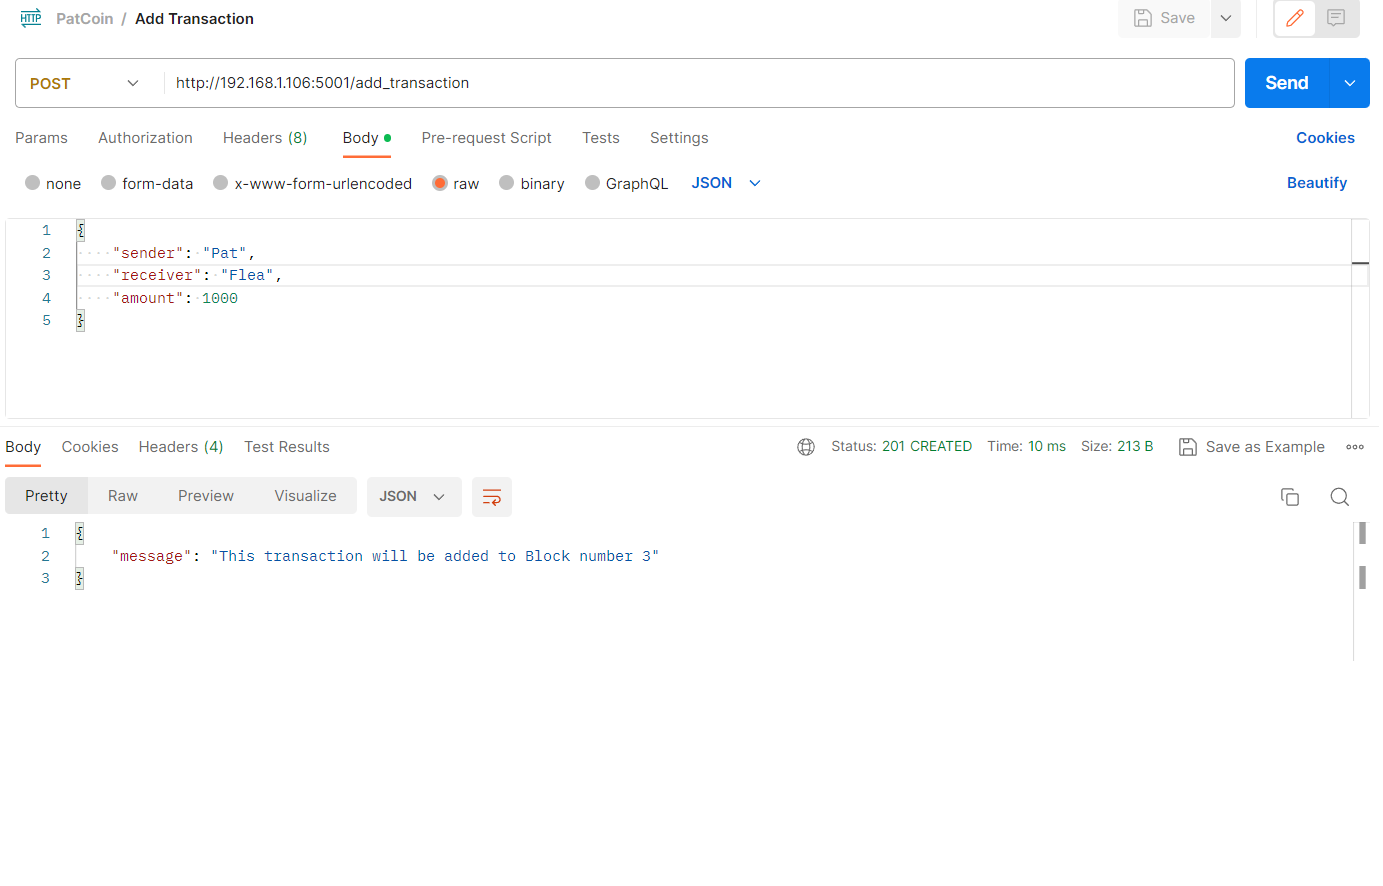 HTTP PatCoin / Add Transaction Save
POST http://192.168.1.106:5001/add_transaction Send
Params Authorization Headers (8) Body Pre-request Script Tests Settings Cookies
none form-data x-www-form-urlencoded raw binary GraphQL JSON Beautify
1 {
2 "sender": "Pat",
3 "receiver": "Flea",
4 "amount": 1000
5 }
Body Cookies Headers (4) Test Results Status: 201 CREATED Time: 10 ms Size: 213 B Save as Example
Pretty Raw Preview Visualize JSON
1 {
2 "message": "This transaction will be added to Block number 3"
3 }